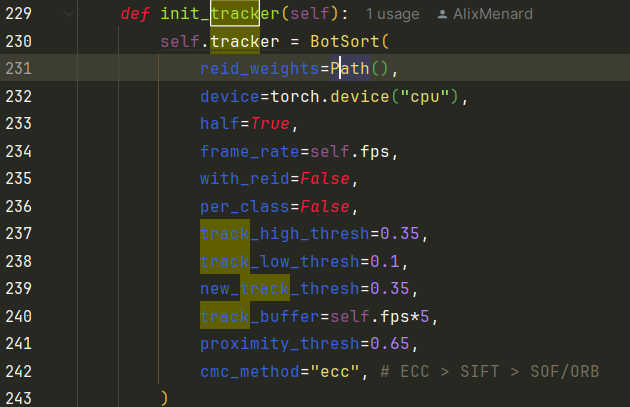 229 def init_tracker(self): 1 usage AlixMenard
230 self.tracker = BotSort(
231 reid_weights=Path(),
232 device=torch.device("cpu"),
233 half=True,
234 frame_rate=self.fps,
235 with_reid=False,
236 per_class=False,
237 track_high_thresh=0.35,
238 track_low_thresh=0.1,
239 new_track_thresh=0.35,
240 track_buffer=self.fps*5,
241 proximity_thresh=0.65,
242 cmc_method="ecc", # ECC > SIFT > SOF/ORB
243 )